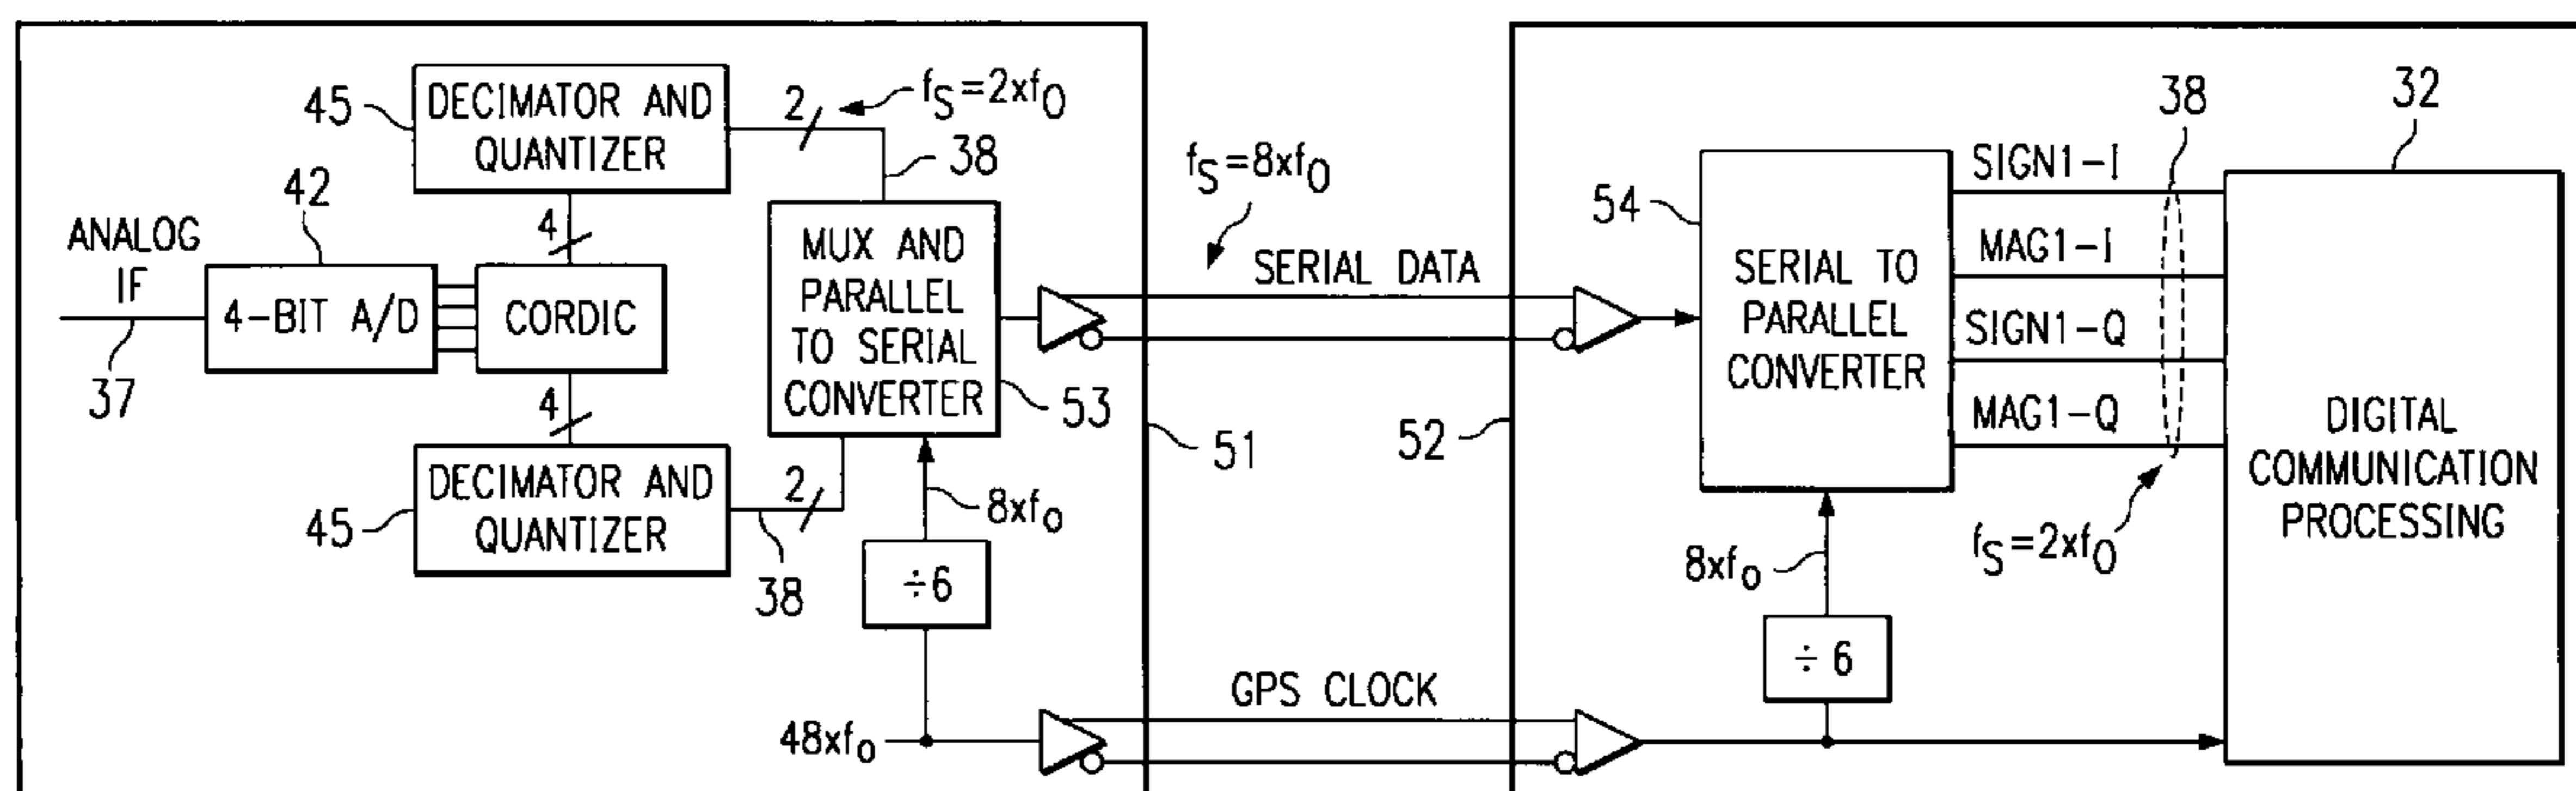 45
DECIMATOR AND
QUANTIZER
2
fS=2xf0
38
42
4
ANALOG
IF
37
4-BIT A/D
CORDIC
MUX AND
PARALLEL
TO SERIAL
CONVERTER
53
4
45
DECIMATOR AND
QUANTIZER
2
38
8xf0
÷6
48xf0
51
fS=8xf0
SERIAL DATA
GPS CLOCK
52
54
SERIAL TO
PARALLEL
CONVERTER
SIGN1-I
MAG1-I
SIGN1-Q
MAG1-Q
38
fS=2xf0
8xf0
÷ 6
32
DIGITAL
COMMUNICATION
PROCESSING